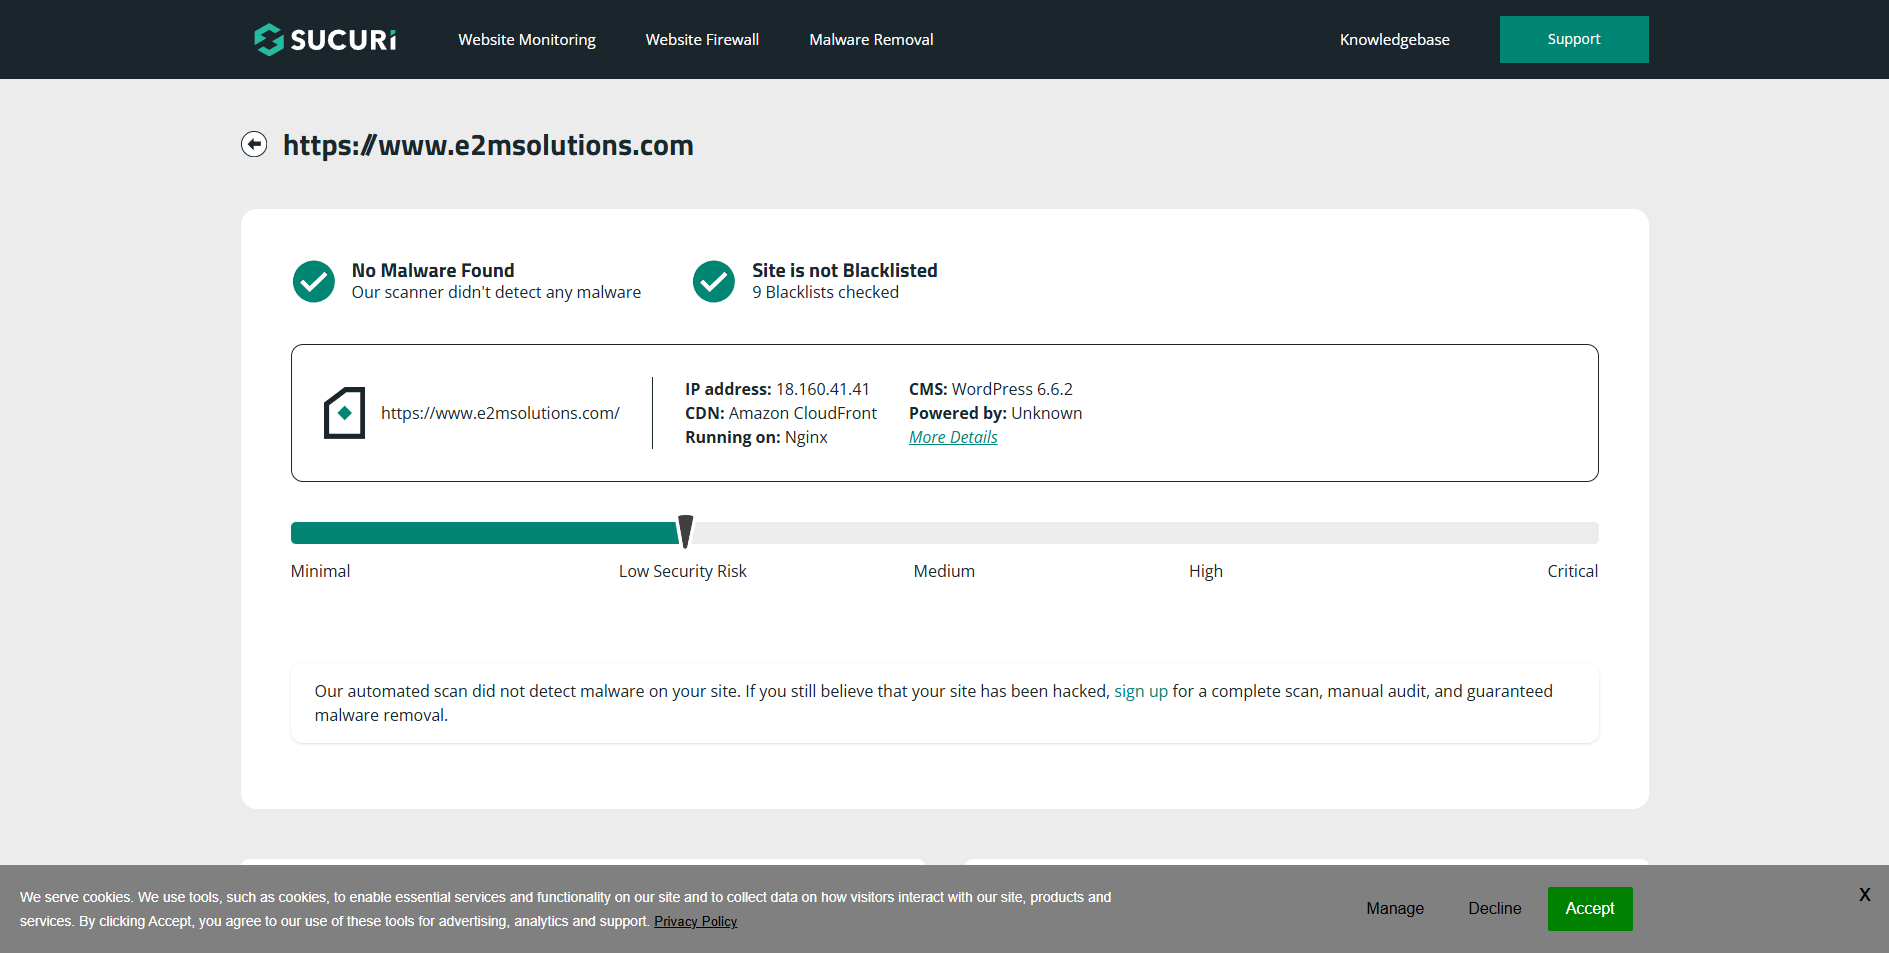 SUCURi
Website Monitoring
Website Firewall
Malware Removal
Knowledgebase
Support
https://www.e2msolutions.com
No Malware Found
Our scanner didn't detect any malware
Site is not Blacklisted
9 Blacklists checked
https://www.e2msolutions.com/
IP address: 18.160.41.41
CDN: Amazon CloudFront
Running on: Nginx
CMS: WordPress 6.6.2
Powered by: Unknown
More Details
Minimal
Low Security Risk
Medium
High
Critical
Our automated scan did not detect malware on your site. If you still believe that your site has been hacked, sign up for a complete scan, manual audit, and guaranteed
malware removal.
We serve cookies. We use tools, such as cookies, to enable essential services and functionality on our site and to collect data on how visitors interact with our site, products and
services. By clicking Accept, you agree to our use of these tools for advertising, analytics and support. Privacy Policy
Manage
Decline
Accept
X